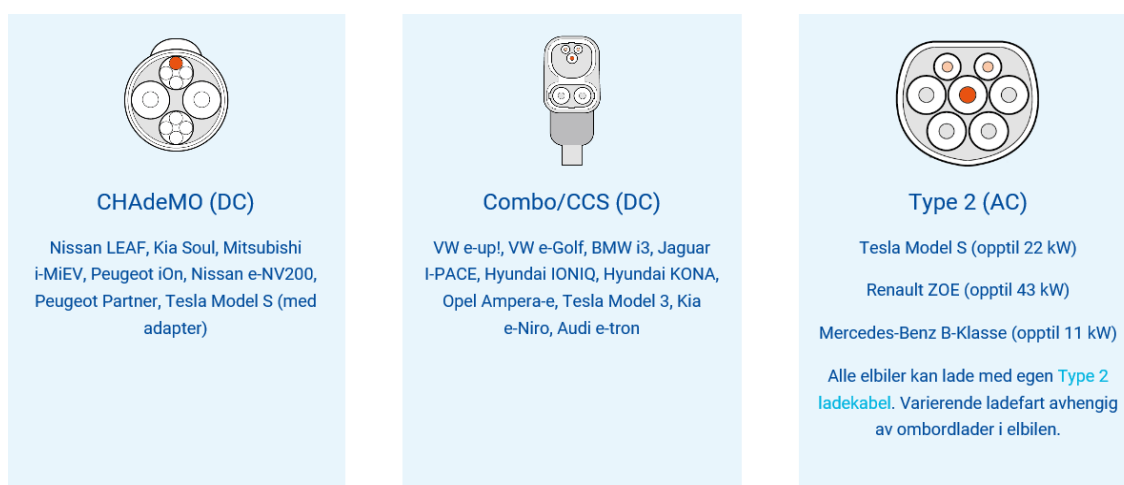 CHAdeMO (DC)
Nissan LEAF, Kia Soul, Mitsubishi
i-MiEV, Peugeot iOn, Nissan e-NV200,
Peugeot Partner, Tesla Model S (med
adapter)
Combo/CCS (DC)
VW e-up!, VW e-Golf, BMW i3, Jaguar
I-PACE, Hyundai IONIQ, Hyundai KONA,
Opel Ampera-e, Tesla Model 3, Kia
e-Niro, Audi e-tron
Type 2 (AC)
Tesla Model S (opptil 22 kW)
Renault ZOE (opptil 43 kW)
Mercedes-Benz B-Klasse (opptil 11 kW)
Alle elbiler kan lade med egen Type 2
ladekabel. Varierende ladefart avhengig
av ombordlader i elbilen.